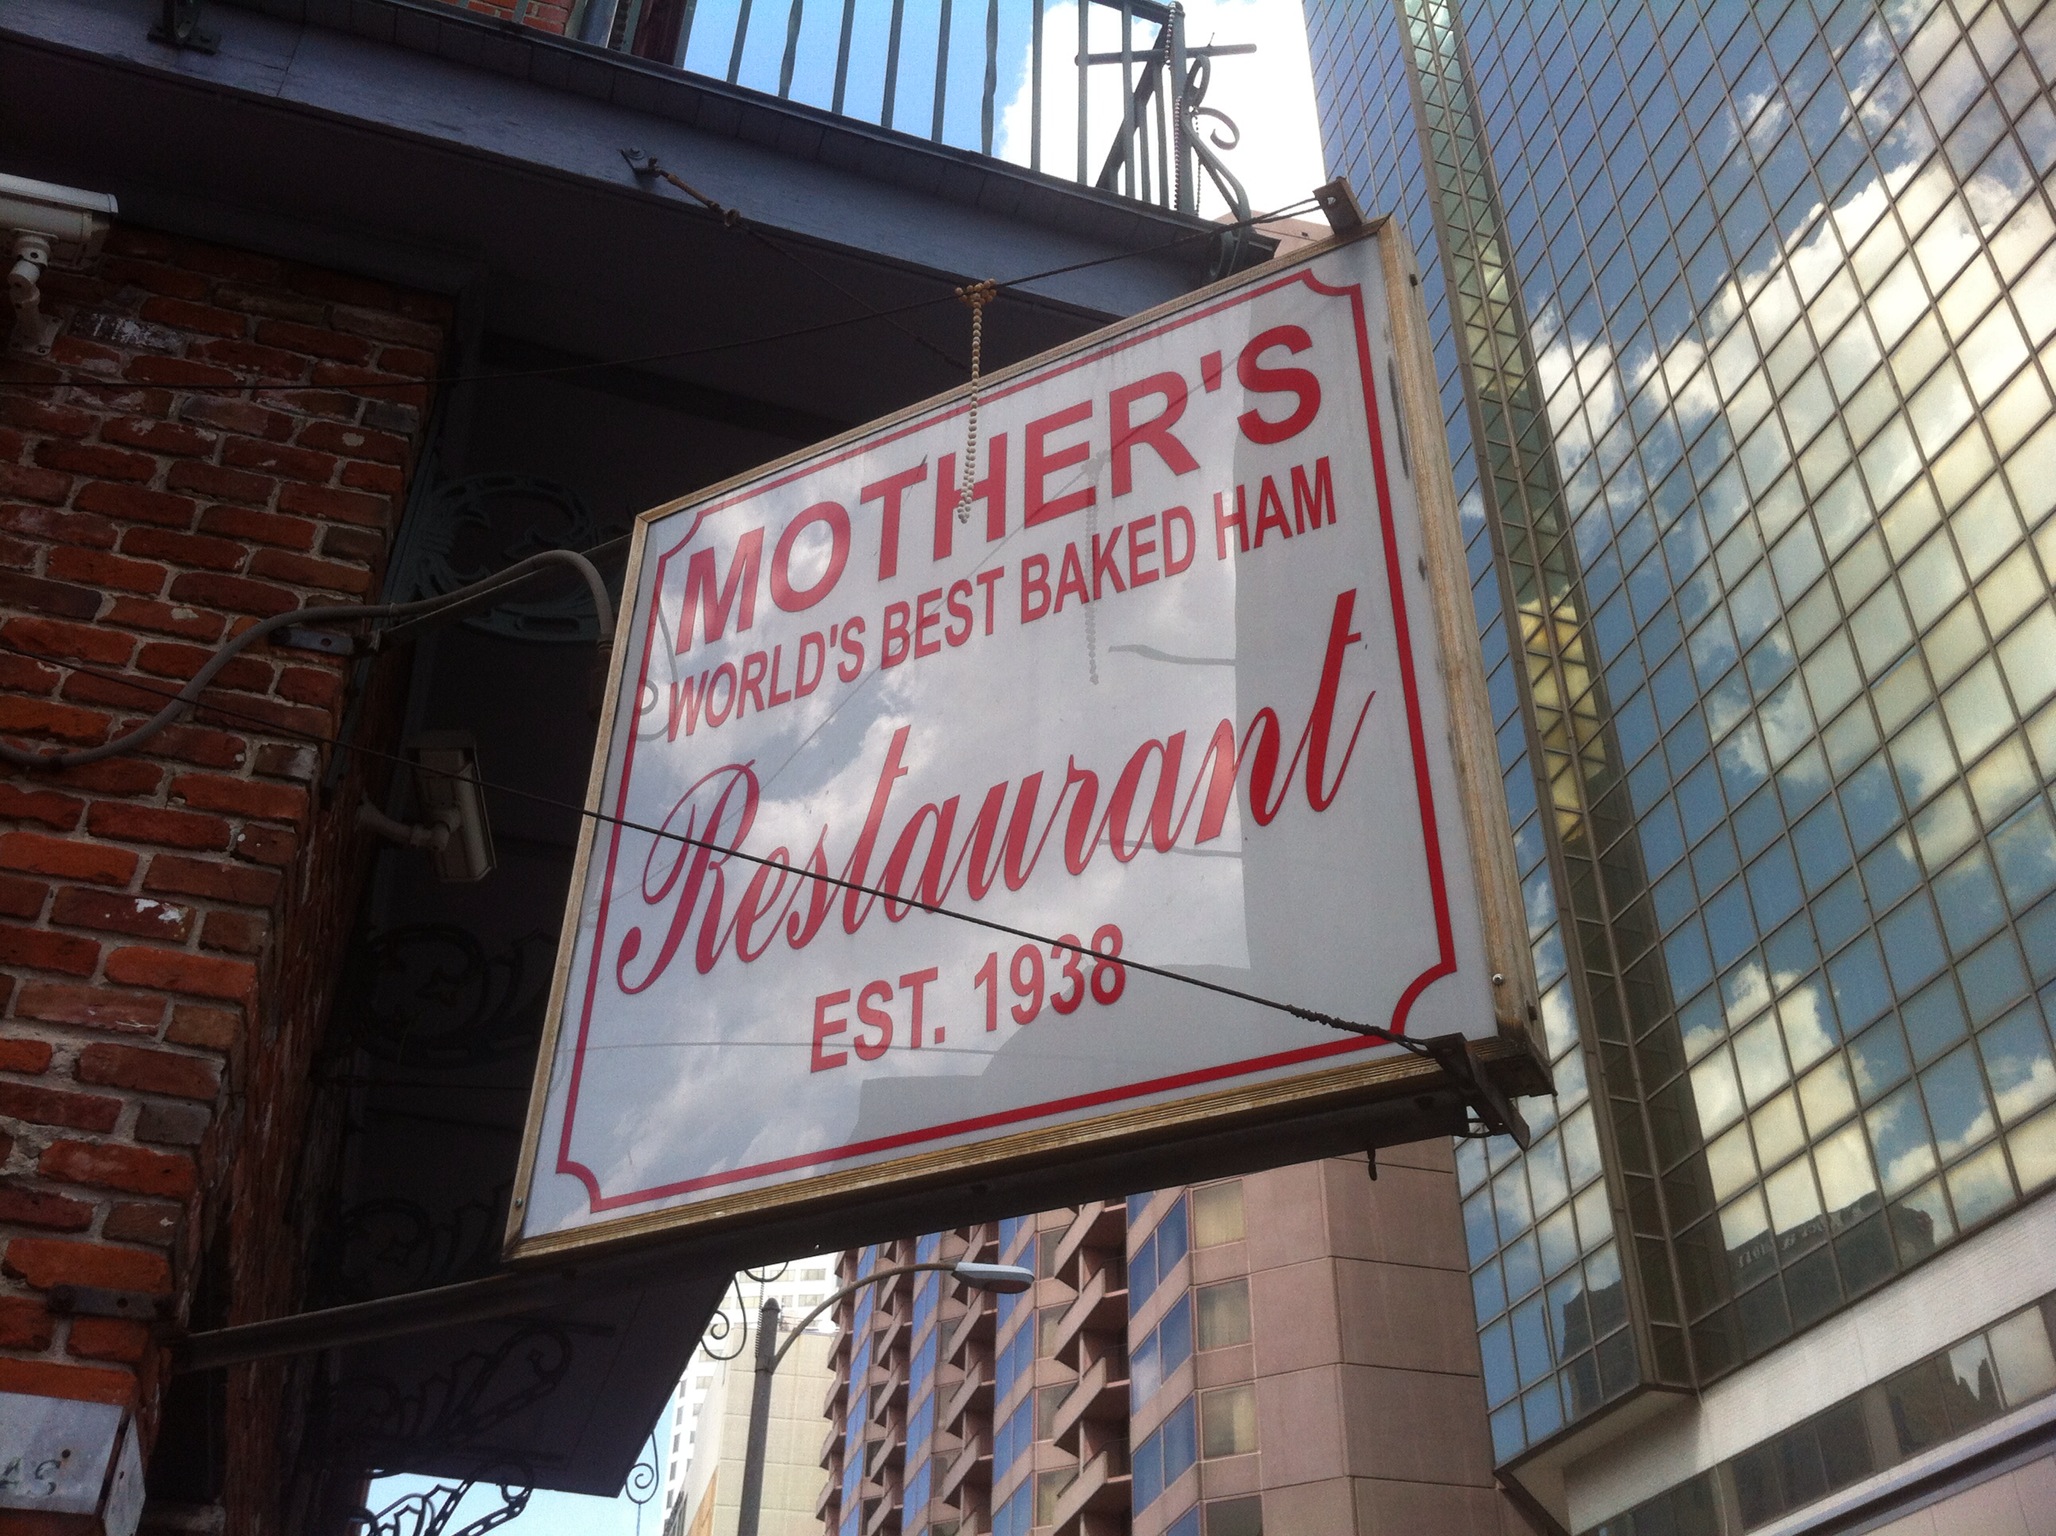 MOTHER'S
WORLD'S BEST BAKED HAM
Restaurant
EST. 1938